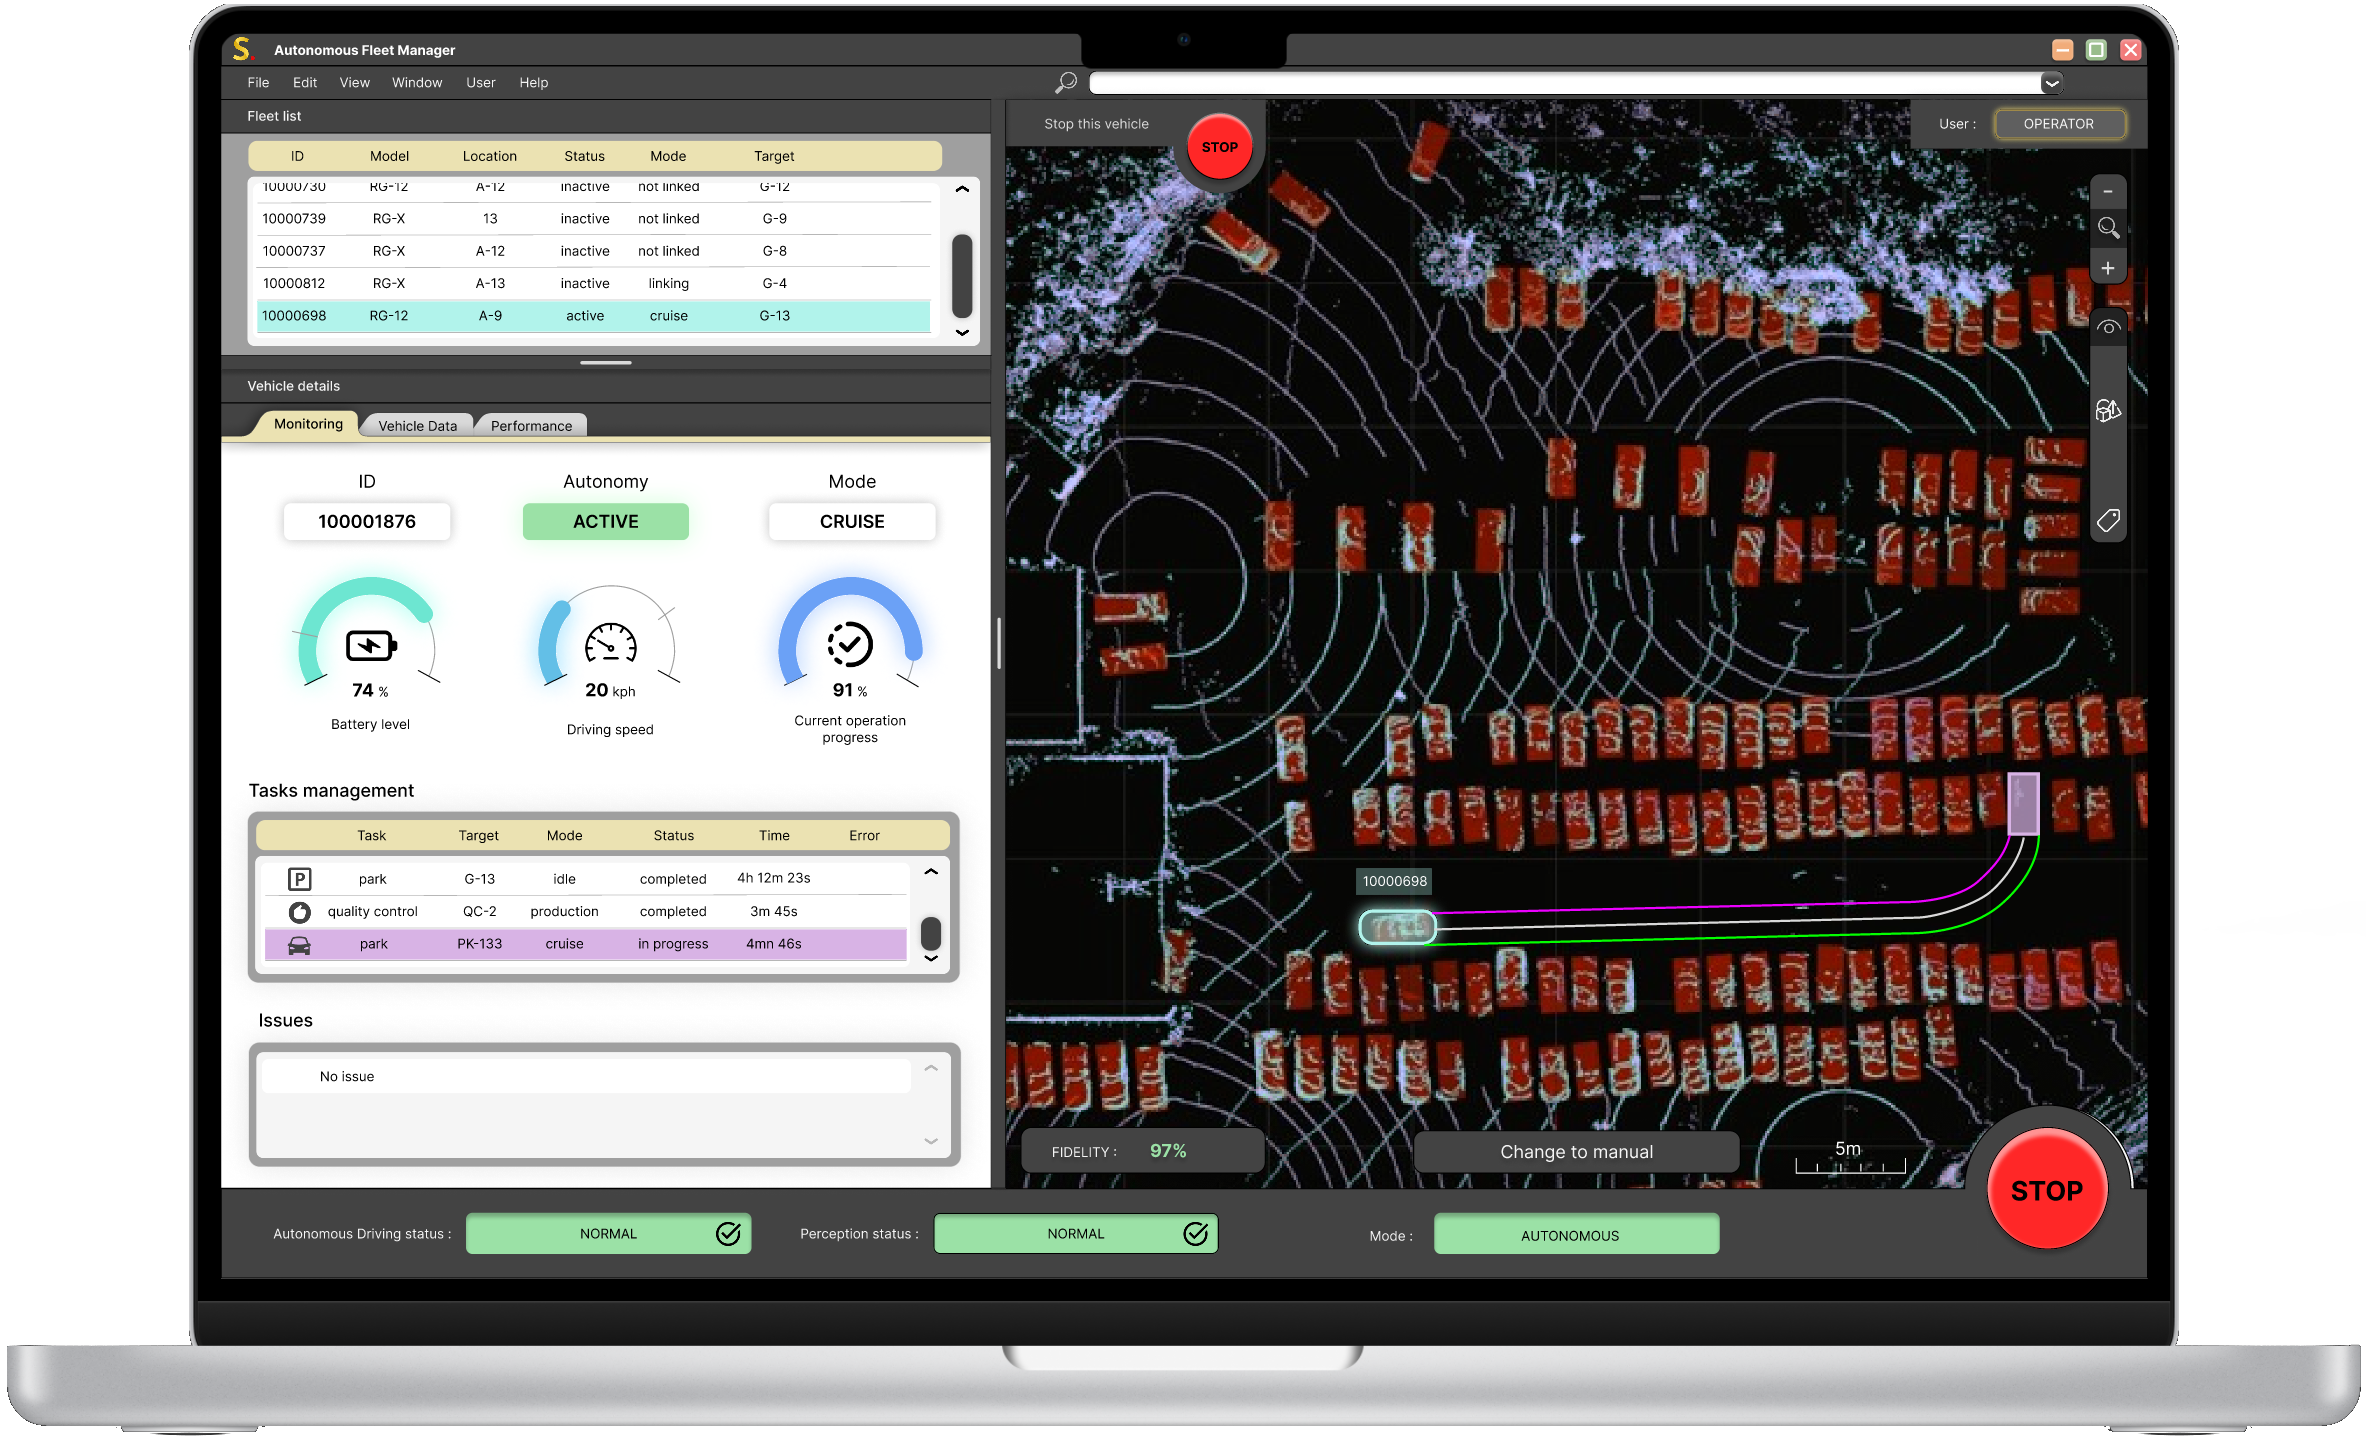 S. Autonomous Fleet Manager
File Edit View Window User Help
Fleet list
ID Model Location Status Mode Target
10000730 RG-12 A-12 inactive not linked G-12
10000739 RG-X 13 inactive not linked G-9
10000737 RG-X A-12 inactive not linked G-8
10000812 RG-X A-13 inactive linking G-4
10000698 RG-12 A-9 active cruise G-13
Vehicle details
Monitoring Vehicle Data Performance
ID Autonomy Mode
100001876 ACTIVE CRUISE
74 % 20 kph 91 %
Battery level Driving speed Current operation
progress
Tasks management
Task Target Mode Status Time Error
P park G-13 idle completed 4h 12m 23s
quality control QC-2 production completed 3m 45s
park PK-133 cruise in progress 4mn 46s
Issues
No issue
Stop this vehicle STOP
User : OPERATOR
10000698
FIDELITY : 97%
Change to manual
5m
STOP
Autonomous Driving status : NORMAL Perception status : NORMAL Mode : AUTONOMOUS